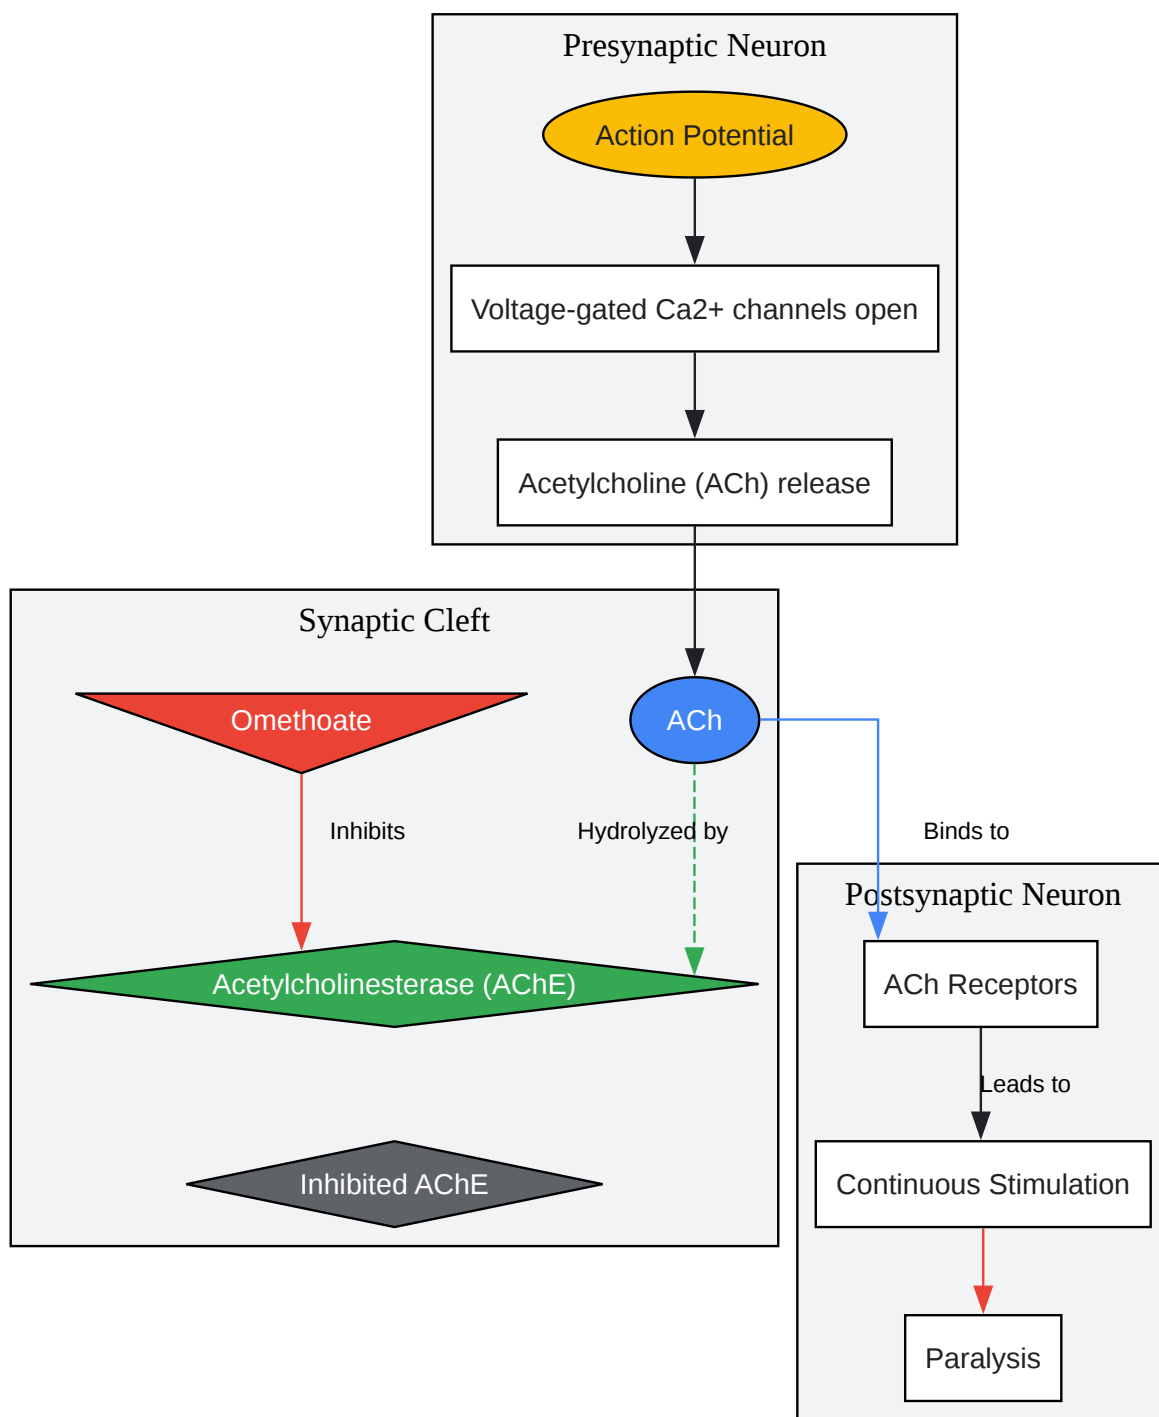 Presynaptic Neuron
Action Potential
Voltage-gated Ca2+ channels open
Acetylcholine (ACh) release
Synaptic Cleft
Omethoate
ACh
Inhibits
Hydrolyzed by
Binds to
Postsynaptic Neuron
Acetylcholinesterase (AChE)
ACh Receptors
Leads to
Inhibited AChE
Continuous Stimulation
Paralysis